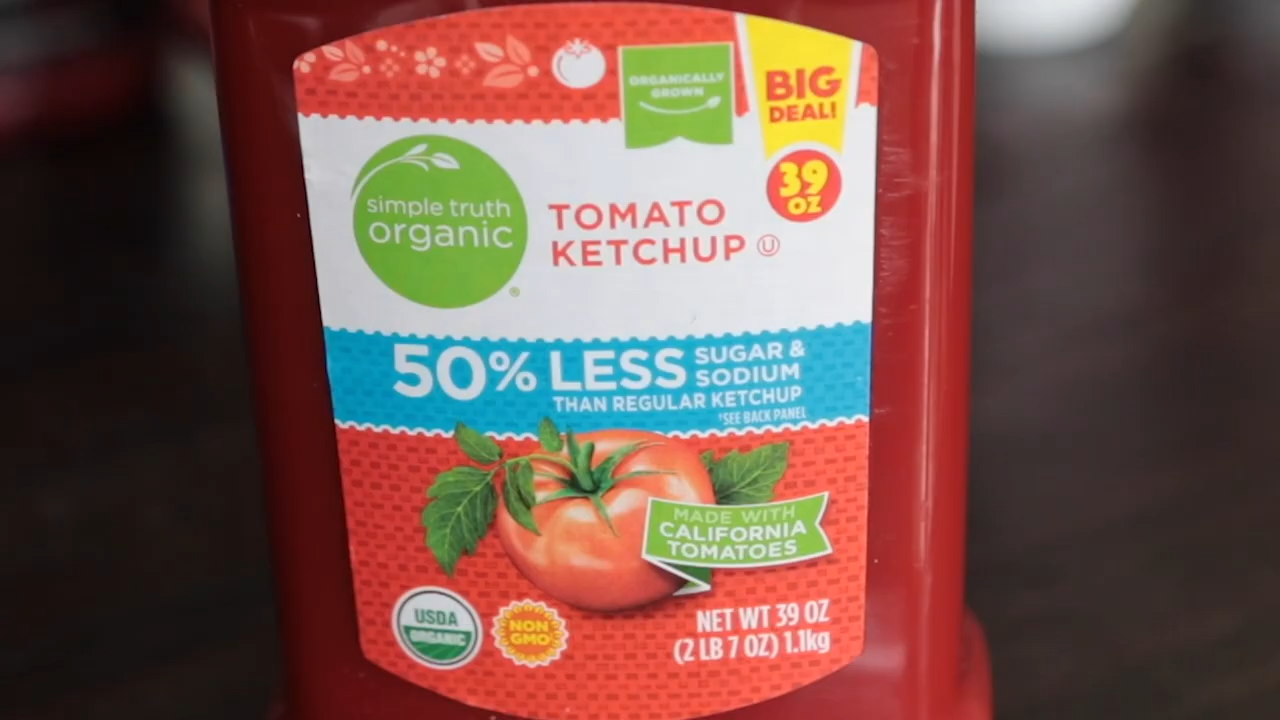 ORGANICALLY
GROWN
BIG
DEAL!
39
OZ
simple truth
organic®
TOMATO
KETCHUP Ⓤ
50% LESS SUGAR &
SODIUM
THAN REGULAR KETCHUP
†SEE BACK PANEL
MADE WITH
CALIFORNIA
TOMATOES
USDA
ORGANIC
NON
GMO
NET WT 39 OZ
(2 LB 7 OZ) 1.1kg